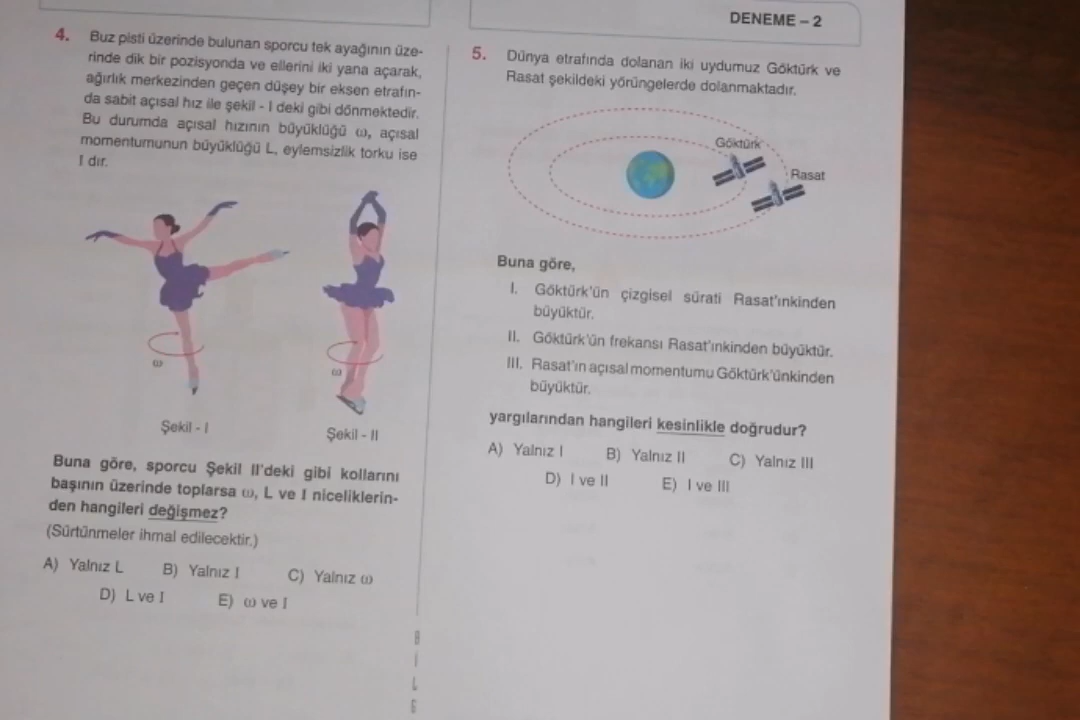 DENEME – 2
4. Buz pisti üzerinde bulunan sporcu tek ayağının üze-
rinde dik bir pozisyonda ve ellerini iki yana açarak,
ağırlık merkezinden geçen düşey bir eksen etrafın-
da sabit açısal hız ile şekil - I deki gibi dönmektedir.
Bu durumda açısal hızının büyüklüğü ω, açısal
momentumunun büyüklüğü L, eylemsizlik torku ise
I dır.
ω
ω
Şekil - I
Şekil - II
Buna göre, sporcu Şekil II'deki gibi kollarını
başının üzerinde toplarsa ω, L ve I niceliklerin-
den hangileri değişmez?
(Sürtünmeler ihmal edilecektir.)
A) Yalnız L B) Yalnız I C) Yalnız ω
D) L ve I E) ω ve I
5. Dünya etrafında dolanan iki uydumuz Göktürk ve
Rasat şekildeki yörüngelerde dolanmaktadır.
Göktürk
Rasat
Buna göre,
I. Göktürk'ün çizgisel sürati Rasat'ınkinden
büyüktür.
II. Göktürk'ün frekansı Rasat'ınkinden büyüktür.
III. Rasat'ın açısal momentumu Göktürk'ünkinden
büyüktür.
yargılarından hangileri kesinlikle doğrudur?
A) Yalnız I B) Yalnız II C) Yalnız III
D) I ve II E) I ve III
B
İ
L
G